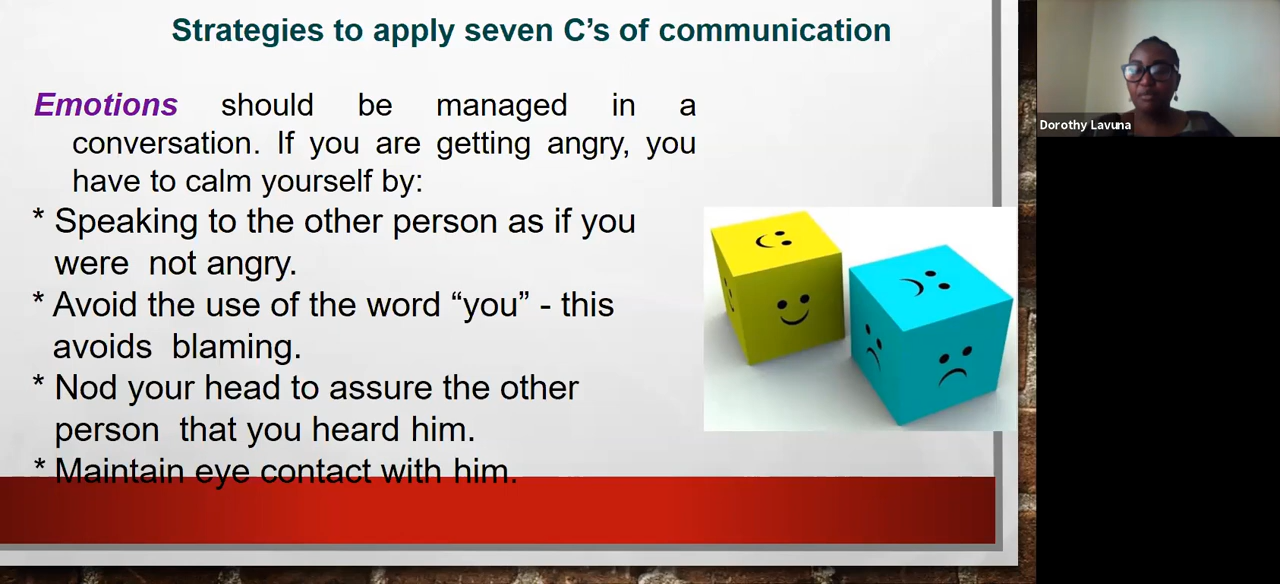 Strategies to apply seven C’s of communication
Emotions should be managed in a
conversation. If you are getting angry, you
have to calm yourself by:
* Speaking to the other person as if you
were not angry.
* Avoid the use of the word “you” - this
avoids blaming.
* Nod your head to assure the other
person that you heard him.
* Maintain eye contact with him.
Dorothy Lavuna